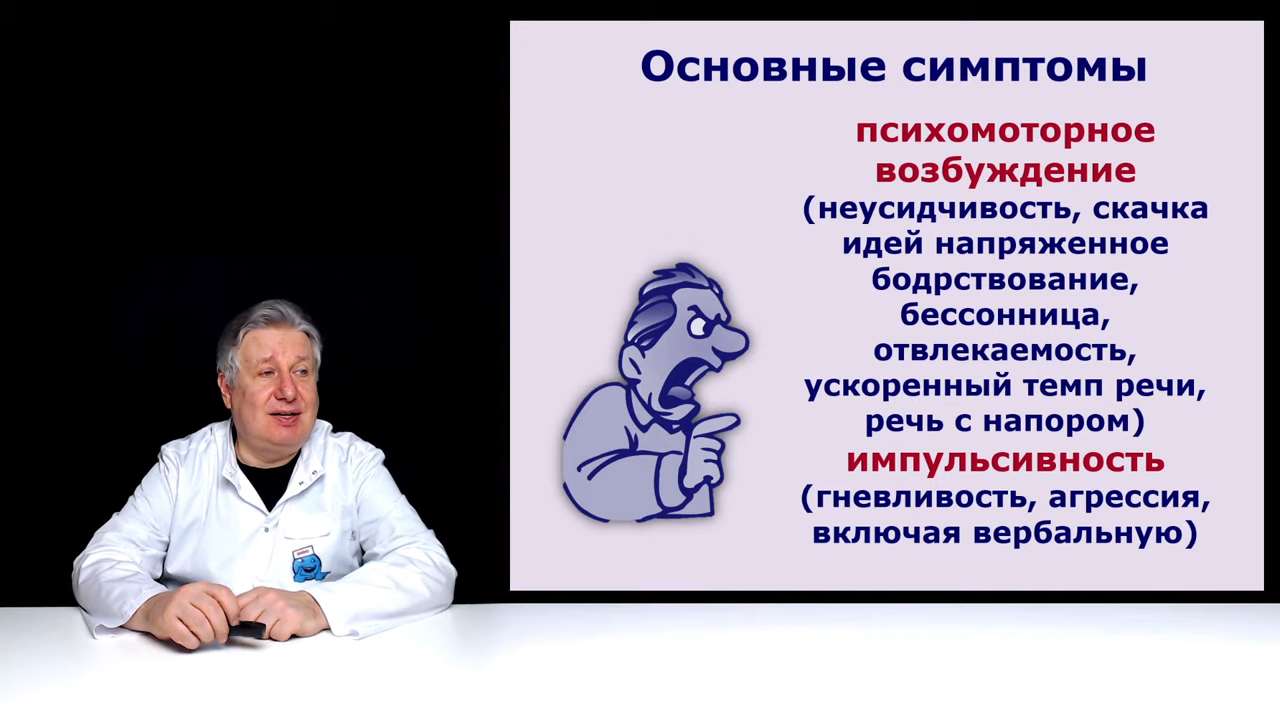 Основные симптомы
психомоторное
возбуждение
(неусидчивость, скачка
идей напряженное
бодрствование,
бессонница,
отвлекаемость,
ускоренный темп речи,
речь с напором)
импульсивность
(гневливость, агрессия,
включая вербальную)